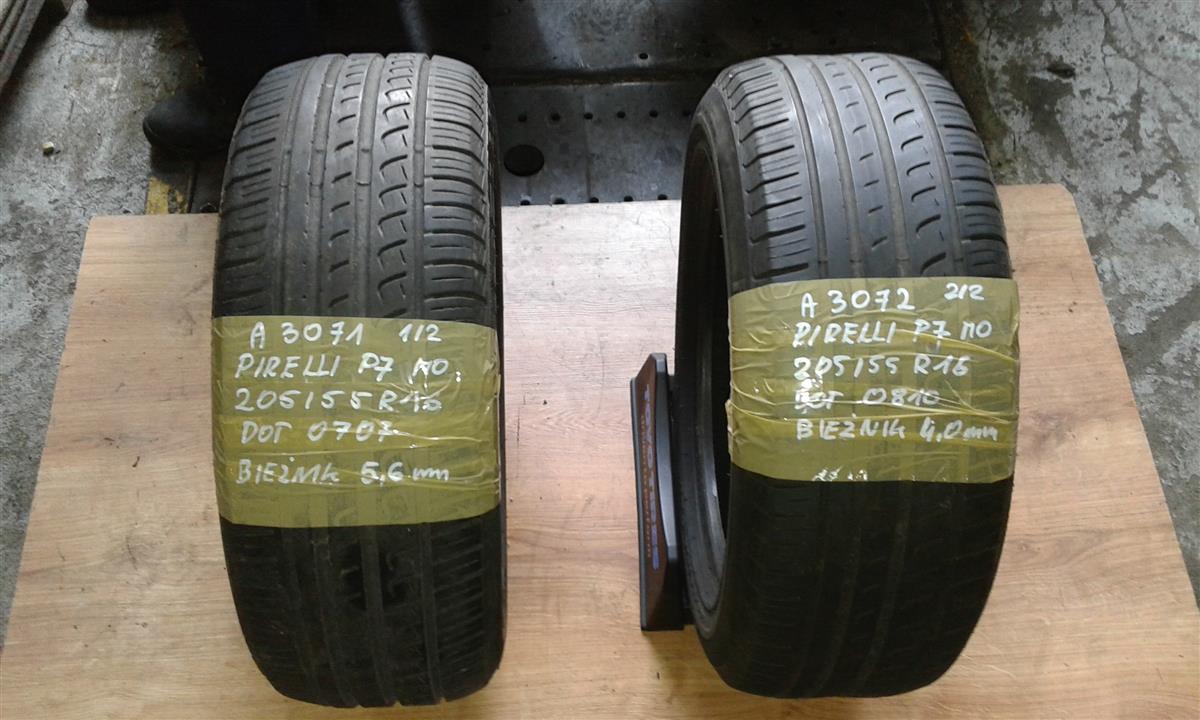 A 3071 1/2
PIRELLI P7 MO
205/55 R16
DOT 0707
BIEŻNIK 5,6 mm
A 3072 2/2
PIRELLI P7 MO
205/55 R16
DOT 0810
BIEŻNIK 4,0 mm